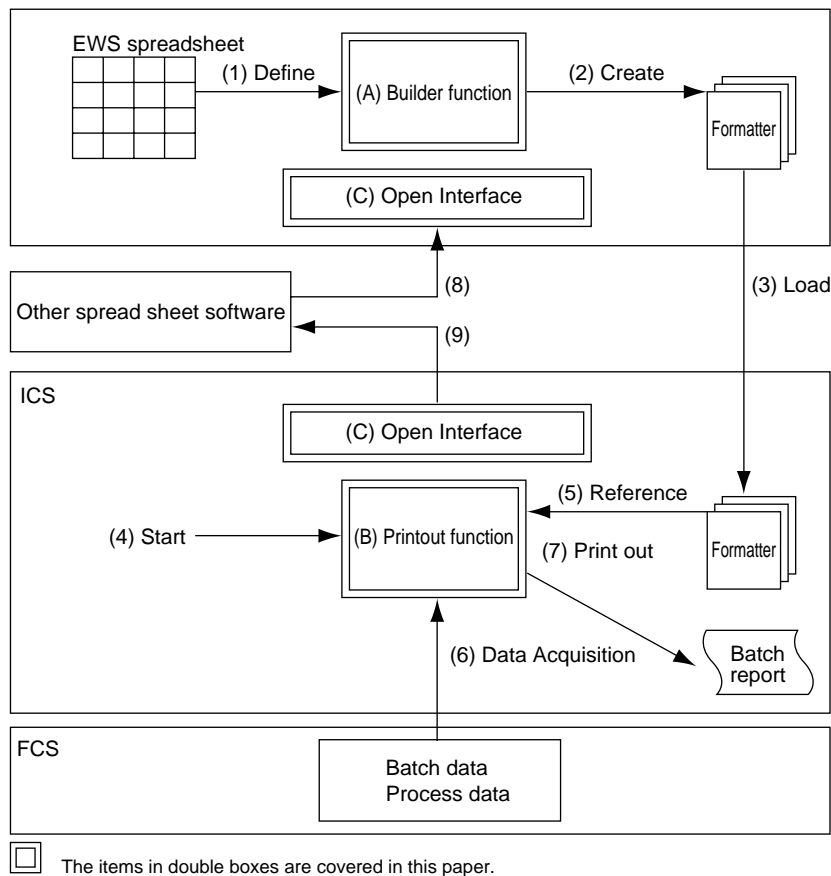 EWS spreadsheet
(1) Define
(A) Builder function
(2) Create
Formatter
(C) Open Interface
(3) Load
Other spread sheet software
(8)
(9)
ICS
(C) Open Interface
(4) Start
(B) Printout function
(5) Reference
Formatter
(7) Print out
(6) Data Acquisition
Batch
report
FCS
Batch data
Process data
The items in double boxes are covered in this paper.